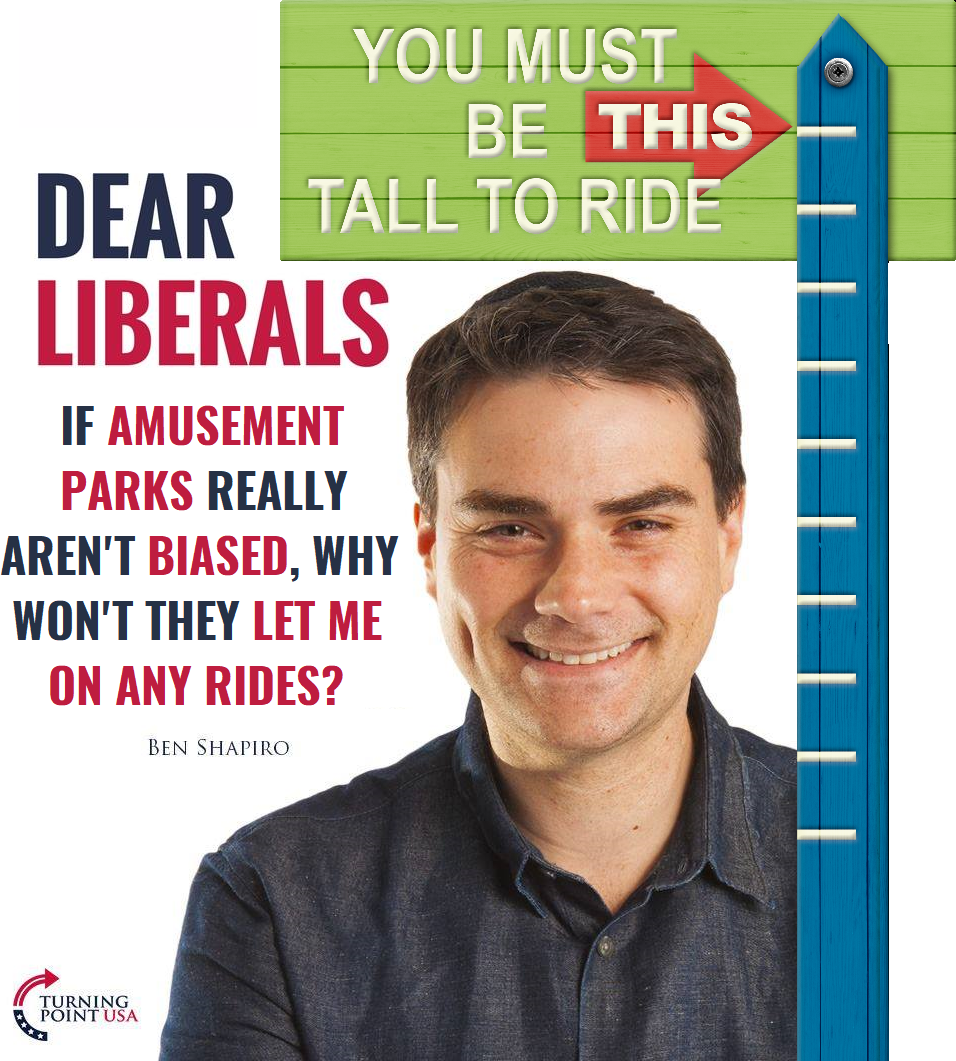 YOU MUST
BE THIS
TALL TO RIDE
DEAR
LIBERALS
IF AMUSEMENT
PARKS REALLY
AREN'T BIASED, WHY
WON'T THEY LET ME
ON ANY RIDES?
BEN SHAPIRO
TURNING
POINT USA